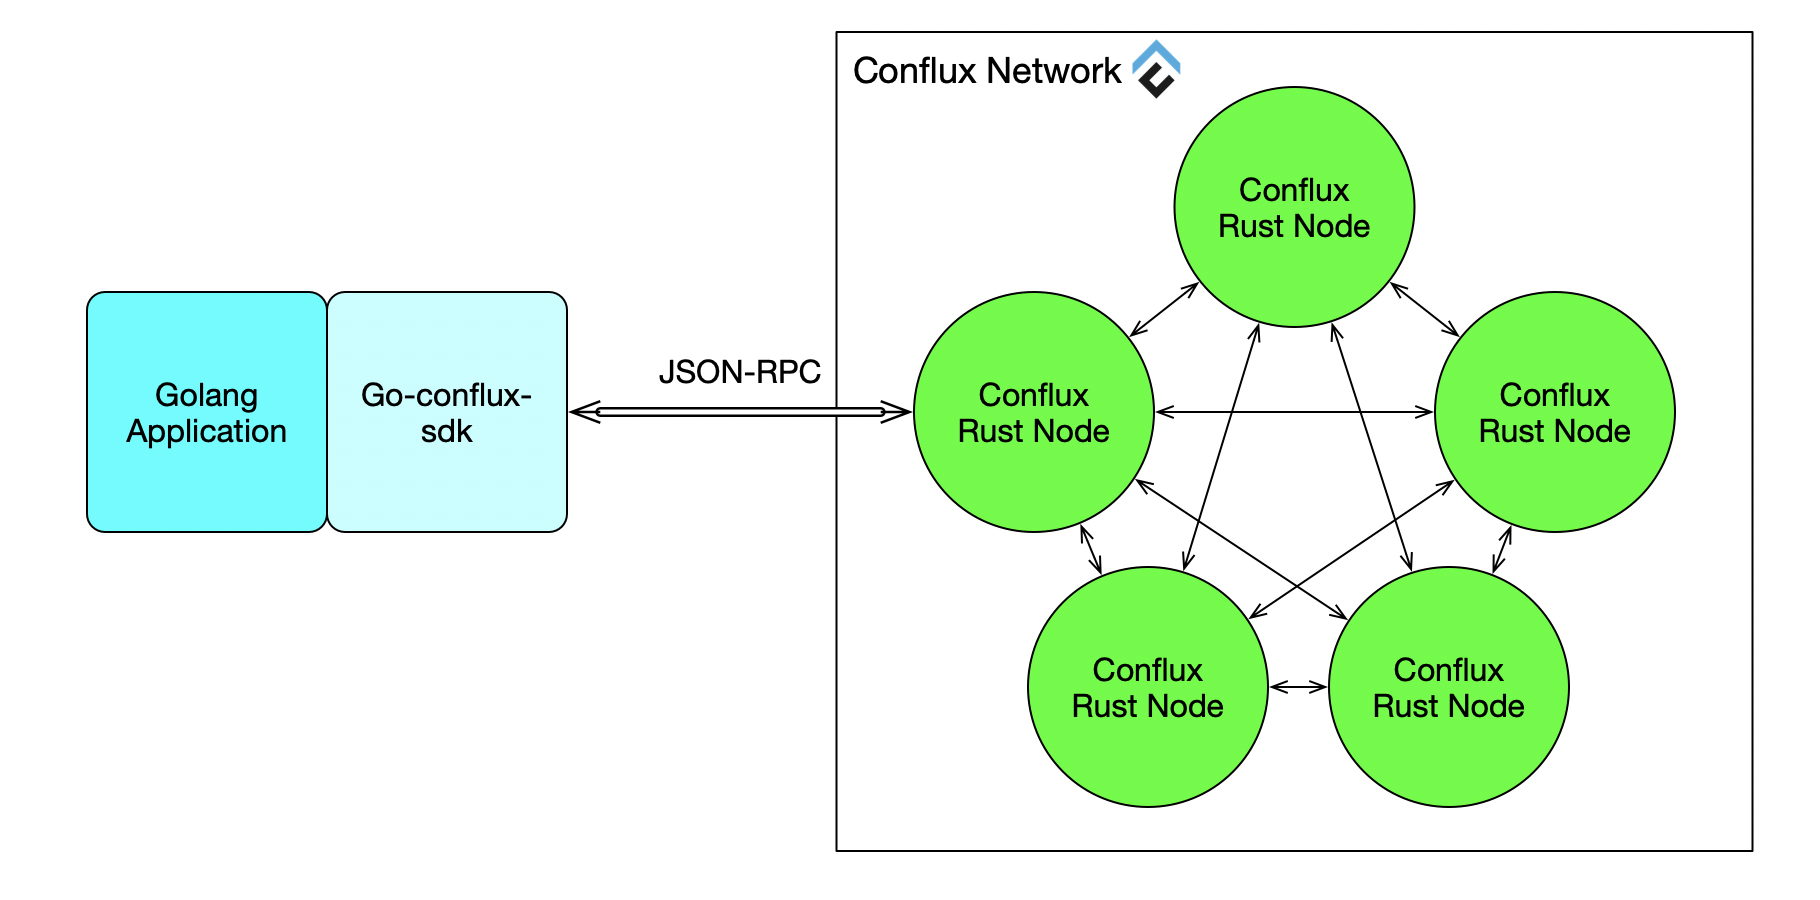 Conflux Network
Conflux
Rust Node
Golang
Application
Go-conflux-
sdk
JSON-RPC
Conflux
Rust Node
Conflux
Rust Node
Conflux
Rust Node
Conflux
Rust Node